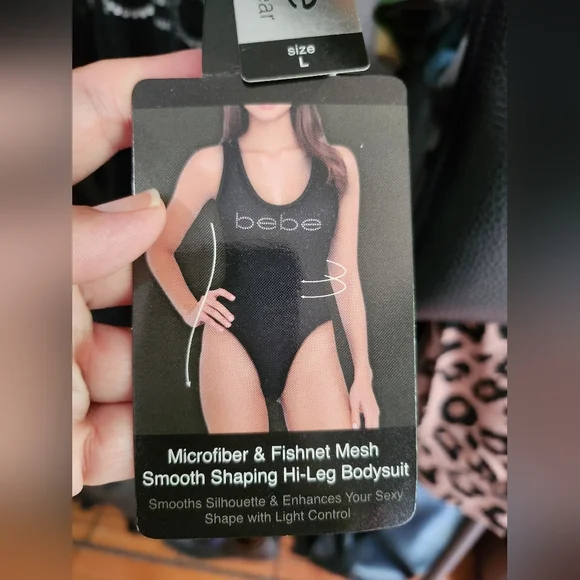 size
L
bebe
Microfiber & Fishnet Mesh
Smooth Shaping Hi-Leg Bodysuit
Smooths Silhouette & Enhances Your Sexy
Shape with Light Control